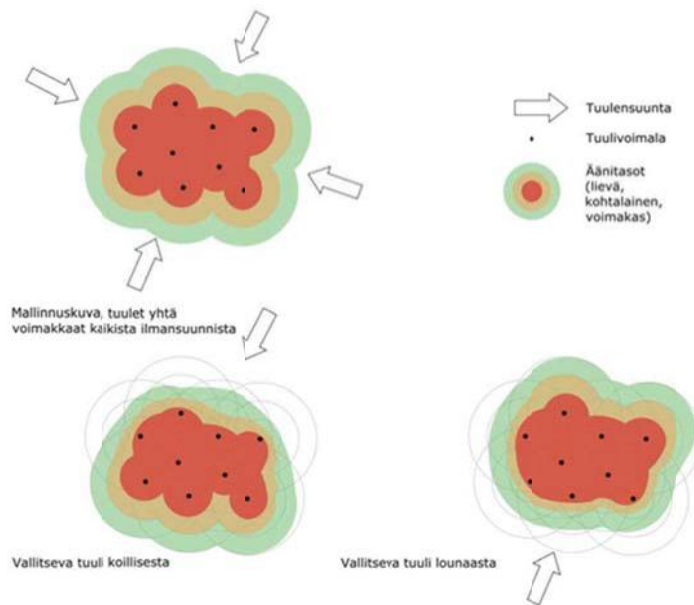 Tuulensuunta
Tuulivoimala
Äänitasot
(lievä,
kohtalainen,
voimakas)
Mallinnuskuva, tuulet yhtä
voimakkaat kaikista ilmansuunnista
Vallitseva tuuli koillisesta
Vallitseva tuuli lounaasta